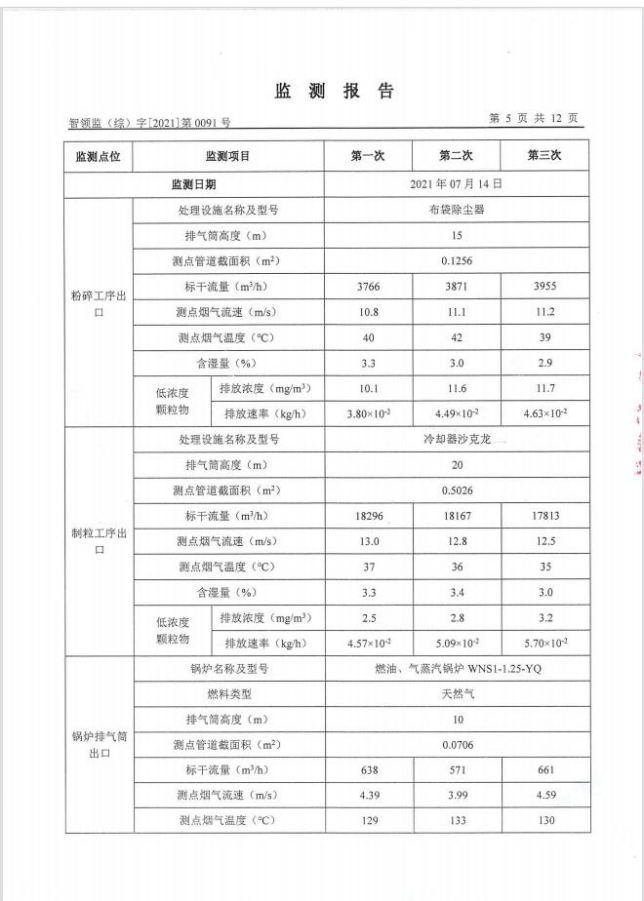 监 测 报 告
智领监（综）字[2021]第 0091 号 第 5 页 共 12 页
监测点位 监测项目 第一次 第二次 第三次
监测日期 2021 年 07 月 14 日
粉碎工序出口
处理设施名称及型号 布袋除尘器
排气筒高度（m） 15
测点管道截面积（m²） 0.1256
标干流量（m³/h） 3766 3871 3955
测点烟气流速（m/s） 10.8 11.1 11.2
测点烟气温度（℃） 40 42 39
含湿量（%） 3.3 3.0 2.9
低浓度颗粒物 排放浓度（mg/m³） 10.1 11.6 11.7
排放速率（kg/h） 3.80×10⁻² 4.49×10⁻² 4.63×10⁻²
制粒工序出口
处理设施名称及型号 冷却器沙克龙
排气筒高度（m） 20
测点管道截面积（m²） 0.5026
标干流量（m³/h） 18296 18167 17813
测点烟气流速（m/s） 13.0 12.8 12.5
测点烟气温度（℃） 37 36 35
含湿量（%） 3.3 3.4 3.0
低浓度颗粒物 排放浓度（mg/m³） 2.5 2.8 3.2
排放速率（kg/h） 4.57×10⁻² 5.09×10⁻² 5.70×10⁻²
锅炉排气筒出口
锅炉名称及型号 燃油、气蒸汽锅炉 WNS1-1.25-YQ
燃料类型 天然气
排气筒高度（m） 10
测点管道截面积（m²） 0.0706
标干流量（m³/h） 638 571 661
测点烟气流速（m/s） 4.39 3.99 4.59
测点烟气温度（℃） 129 133 130